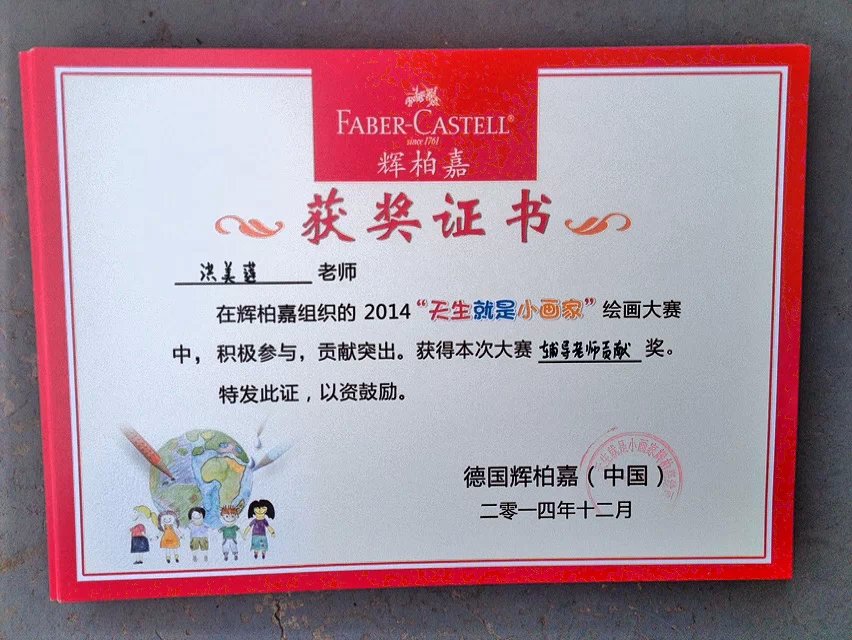 FABER-CASTELL®
since 1761
辉柏嘉
获奖证书
洪美莲 老师
在辉柏嘉组织的 2014“天生就是小画家”绘画大赛
中，积极参与，贡献突出。获得本次大赛 辅导老师贡献 奖。
特发此证，以资鼓励。
德国辉柏嘉（中国）
二零一四年十二月